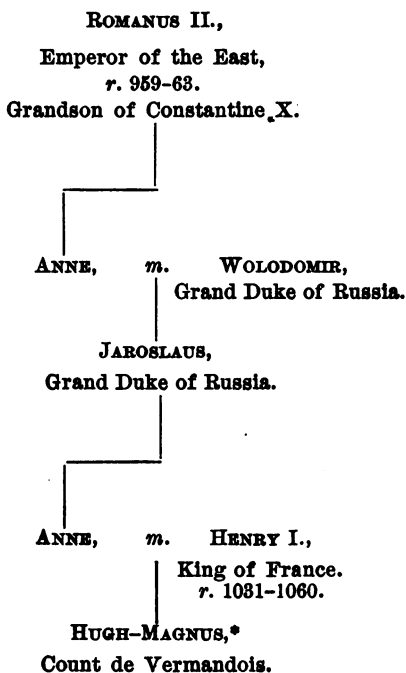 ROMANUS II.,
Emperor of the East,
r. 959-63.
Grandson of Constantine X.
ANNE, m. WOLODOMIR,
Grand Duke of Russia.
JAROSLAUS,
Grand Duke of Russia.
ANNE, m. HENRY I.,
King of France.
r. 1031-1060.
HUGH-MAGNUS,*
Count de Vermandois.